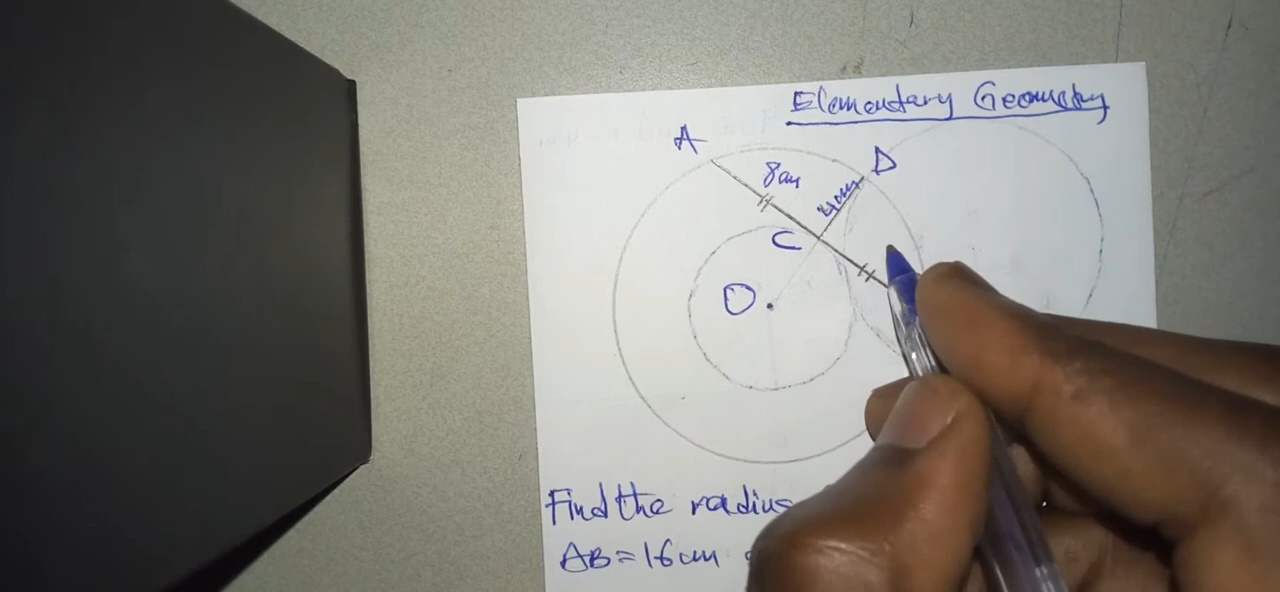 Elementary Geometry
A
D
8cm
4cm
C
O
Find the radius
AB=16cm